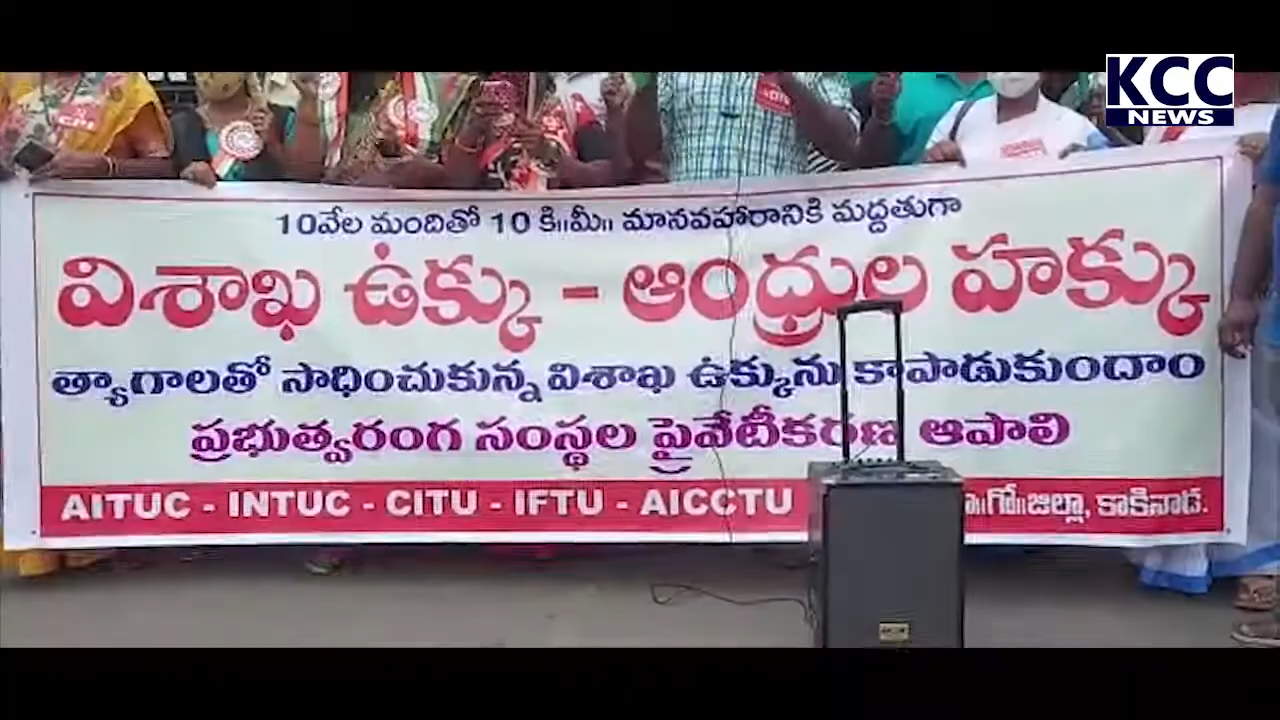 KCC
NEWS
10వేల మందితో 10 కి॥మీ॥ మానవహారానికి మద్దతుగా
విశాఖ ఉక్కు - ఆంధ్రుల హక్కు
త్యాగాలతో సాధించుకున్న విశాఖ ఉక్కును కాపాడుకుందాం
ప్రభుత్వరంగ సంస్థల ప్రైవేటీకరణ ఆపాలి
AITUC - INTUC - CITU - IFTU - AICCTU గో॥జిల్లా, కాకినాడ.